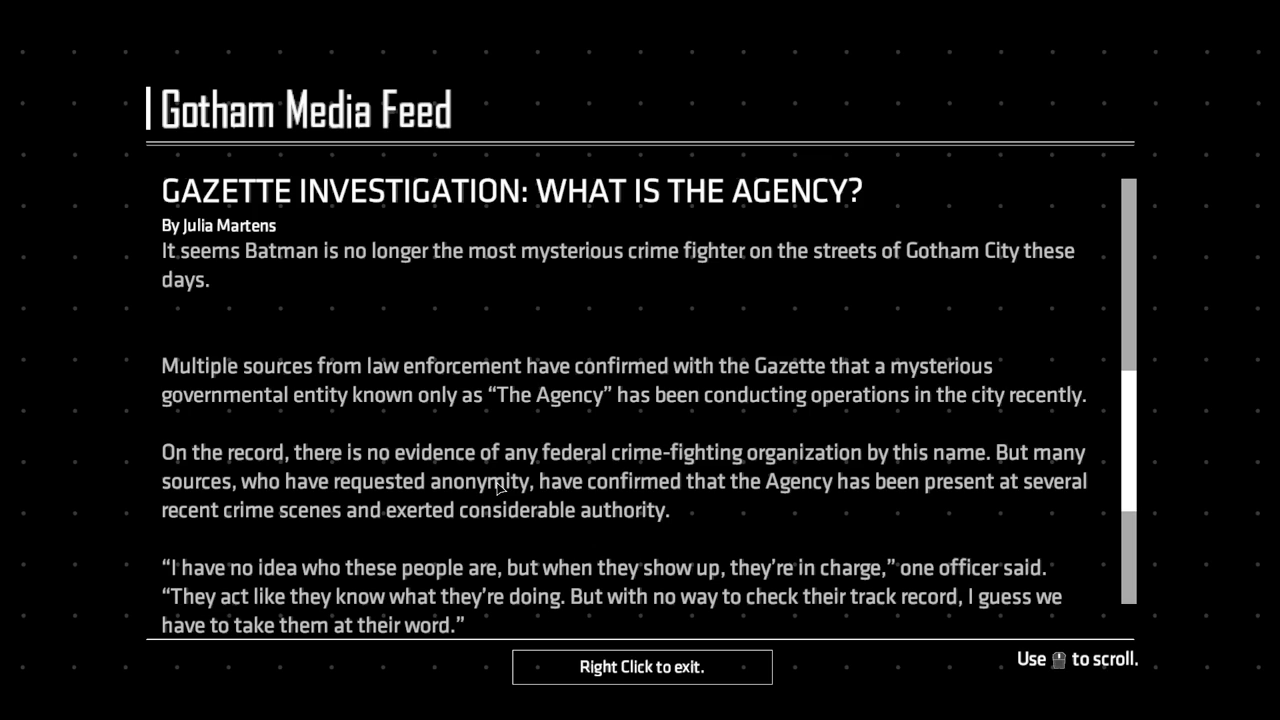 Gotham Media Feed
GAZETTE INVESTIGATION: WHAT IS THE AGENCY?
By Julia Martens
It seems Batman is no longer the most mysterious crime fighter on the streets of Gotham City these
days.
Multiple sources from law enforcement have confirmed with the Gazette that a mysterious
governmental entity known only as “The Agency” has been conducting operations in the city recently.
On the record, there is no evidence of any federal crime-fighting organization by this name. But many
sources, who have requested anonymity, have confirmed that the Agency has been present at several
recent crime scenes and exerted considerable authority.
“I have no idea who these people are, but when they show up, they’re in charge,” one officer said.
“They act like they know what they’re doing. But with no way to check their track record, I guess we
have to take them at their word.”
Right Click to exit.
Use to scroll.